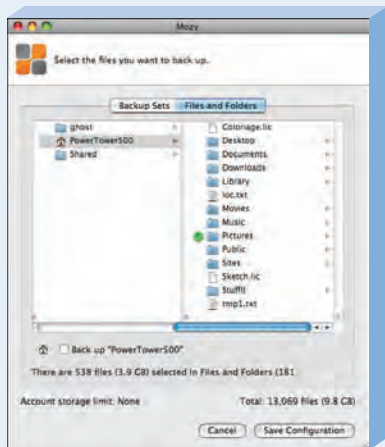 Mozy
Select the files you want to back up.
Backup Sets Files and Folders
ghost
PowerTower500
Shared
Colorlage.lic
Desktop
Documents
Downloads
Library
loc.txt
Movies
Music
Pictures
Public
Sites
Sketch.lic
StuffIt
tmp1.txt
Back up "PowerTower500"
There are 538 files (3.9 GB) selected in Files and Folders (181
Account storage limit: None Total: 13,069 files (9.8 GB)
Cancel Save Configuration